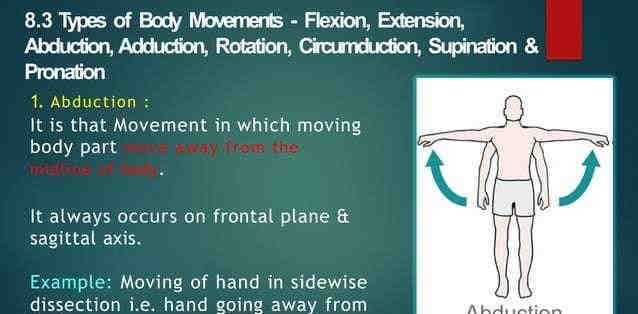 8.3 Types of Body Movements - Flexion, Extension,
Abduction, Adduction, Rotation, Circumduction, Supination &
Pronation
1. Abduction :
It is that Movement in which moving
body part move away from the
midline of body.
It always occurs on frontal plane &
sagittal axis.
Example: Moving of hand in sidewise
dissection i.e. hand going away from
Abduction